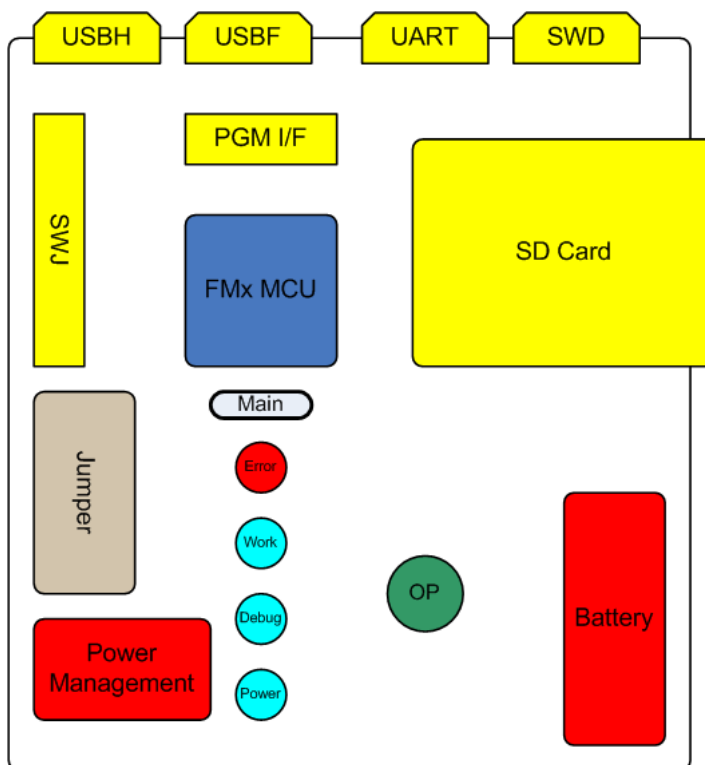 USBH
USBF
UART
SWD
PGM I/F
SWJ
SD Card
FMx MCU
Main
Jumper
Error
Work
OP
Debug
Battery
Power
Management
Power